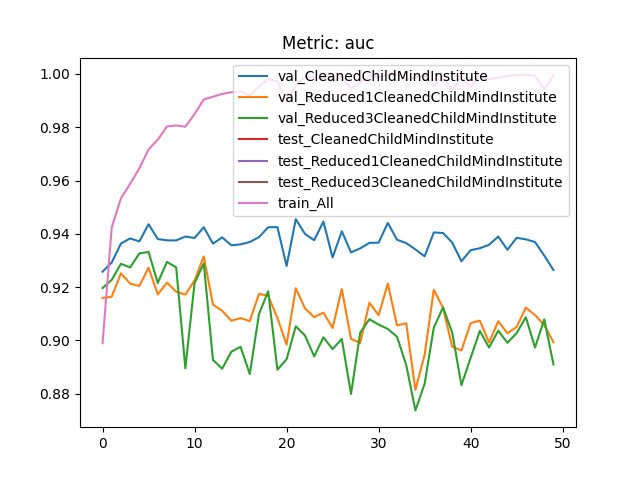 Metric: auc
1.00
0.98
0.96
0.94
0.92
0.90
0.88
val_CleanedChildMindInstitute
val_Reduced1CleanedChildMindInstitute
val_Reduced3CleanedChildMindInstitute
test_CleanedChildMindInstitute
test_Reduced1CleanedChildMindInstitute
test_Reduced3CleanedChildMindInstitute
train_All
0 10 20 30 40 50